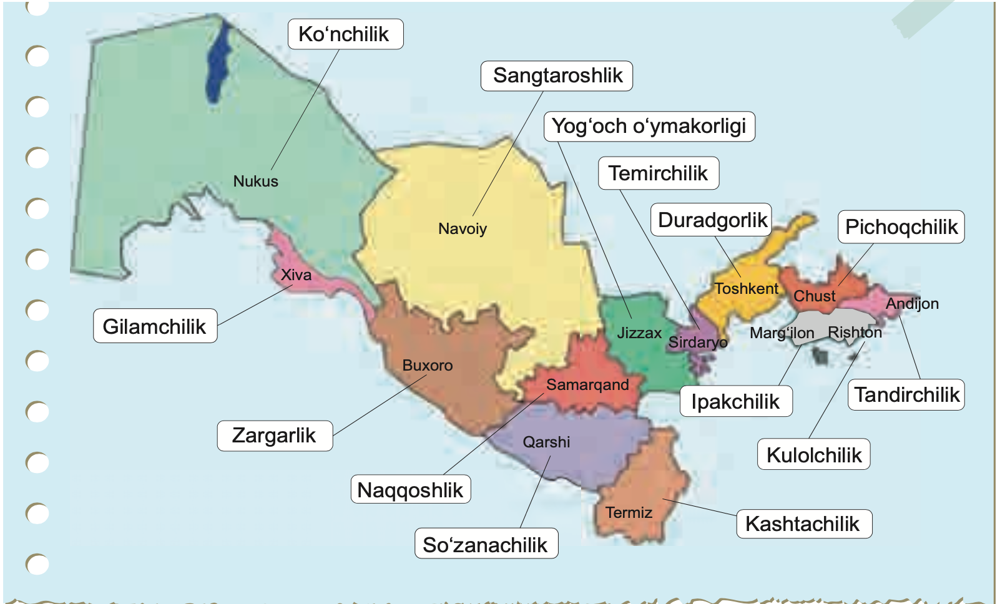 Ko‘nchilik
Sangtaroshlik
Yog‘och o‘ymakorligi
Temirchilik
Duradgorlik
Pichoqchilik
Nukus
Navoiy
Xiva
Toshkent
Chust
Andijon
Gilamchilik
Jizzax
Sirdaryo
Marg‘ilon
Rishton
Buxoro
Samarqand
Ipakchilik
Tandirchilik
Zargarlik
Qarshi
Kulolchilik
Naqqoshlik
Termiz
Kashtachilik
So‘zanachilik